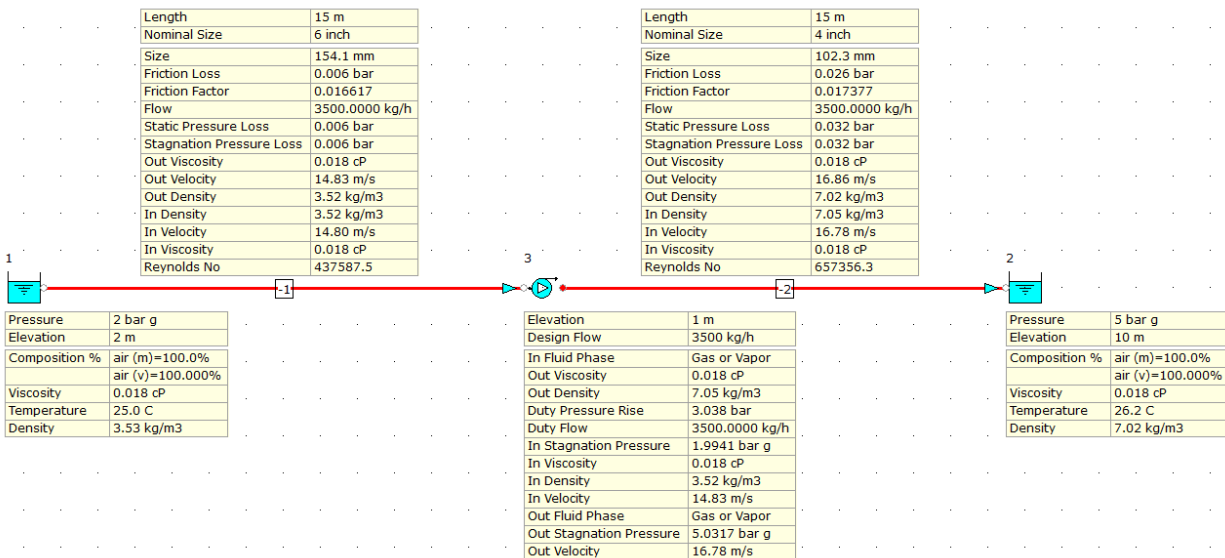 Length 15 m
Nominal Size 6 inch
Size 154.1 mm
Friction Loss 0.006 bar
Friction Factor 0.016617
Flow 3500.0000 kg/h
Static Pressure Loss 0.006 bar
Stagnation Pressure Loss 0.006 bar
Out Viscosity 0.018 cP
Out Velocity 14.83 m/s
Out Density 3.52 kg/m3
In Density 3.52 kg/m3
In Velocity 14.80 m/s
In Viscosity 0.018 cP
Reynolds No 437587.5
Length 15 m
Nominal Size 4 inch
Size 102.3 mm
Friction Loss 0.026 bar
Friction Factor 0.017377
Flow 3500.0000 kg/h
Static Pressure Loss 0.032 bar
Stagnation Pressure Loss 0.032 bar
Out Viscosity 0.018 cP
Out Velocity 16.86 m/s
Out Density 7.02 kg/m3
In Density 7.05 kg/m3
In Velocity 16.78 m/s
In Viscosity 0.018 cP
Reynolds No 657356.3
1
-1
3
-2
2
Pressure 2 bar g
Elevation 2 m
Composition % air (m)=100.0%
air (v)=100.000%
Viscosity 0.018 cP
Temperature 25.0 C
Density 3.53 kg/m3
Elevation 1 m
Design Flow 3500 kg/h
In Fluid Phase Gas or Vapor
Out Viscosity 0.018 cP
Out Density 7.05 kg/m3
Duty Pressure Rise 3.038 bar
Duty Flow 3500.0000 kg/h
In Stagnation Pressure 1.9941 bar g
In Viscosity 0.018 cP
In Density 3.52 kg/m3
In Velocity 14.83 m/s
Out Fluid Phase Gas or Vapor
Out Stagnation Pressure 5.0317 bar g
Out Velocity 16.78 m/s
Pressure 5 bar g
Elevation 10 m
Composition % air (m)=100.0%
air (v)=100.000%
Viscosity 0.018 cP
Temperature 26.2 C
Density 7.02 kg/m3